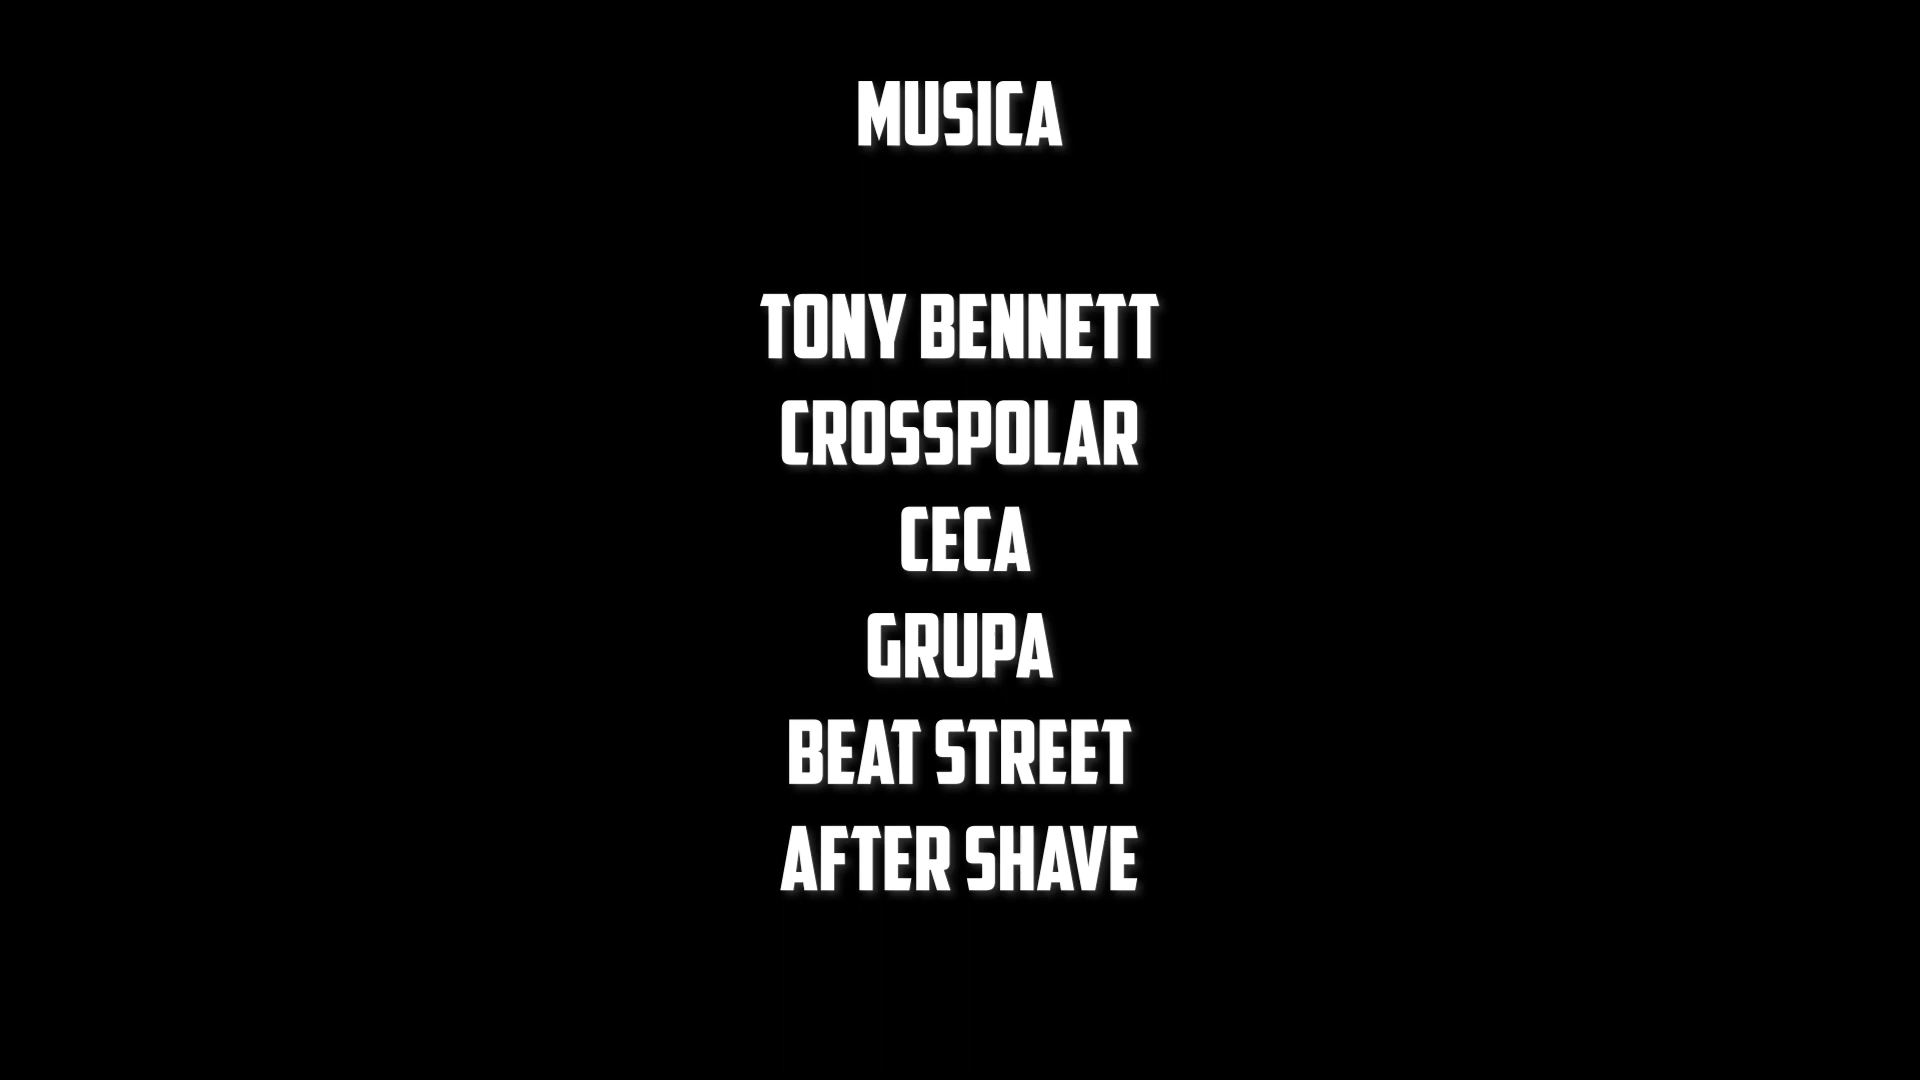 MUSICA
TONY BENNETT
CROSSPOLAR
CECA
GRUPA
BEAT STREET
AFTER SHAVE